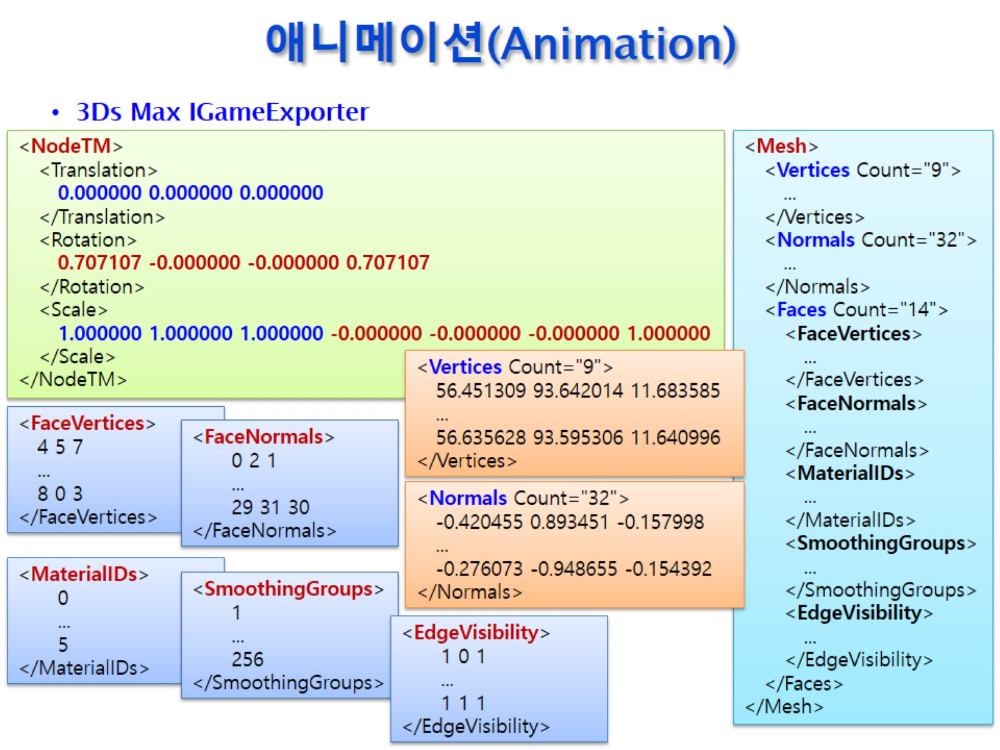 애니메이션(Animation)
• 3Ds Max IGameExporter
<NodeTM>
<Translation>
0.000000 0.000000 0.000000
</Translation>
<Rotation>
0.707107 -0.000000 -0.000000 0.707107
</Rotation>
<Scale>
1.000000 1.000000 1.000000 -0.000000 -0.000000 -0.000000 1.000000
</Scale>
</NodeTM>
<Mesh>
<Vertices Count="9">
...
</Vertices>
<Normals Count="32">
...
</Normals>
<Faces Count="14">
<FaceVertices>
...
</FaceVertices>
<FaceNormals>
...
</FaceNormals>
<MaterialIDs>
...
</MaterialIDs>
<SmoothingGroups>
...
</SmoothingGroups>
<EdgeVisibility>
...
</EdgeVisibility>
</Faces>
</Mesh>
<Vertices Count="9">
56.451309 93.642014 11.683585
...
56.635628 93.595306 11.640996
</Vertices>
<FaceVertices>
4 5 7
...
8 0 3
</FaceVertices>
<FaceNormals>
0 2 1
...
29 31 30
</FaceNormals>
<Normals Count="32">
-0.420455 0.893451 -0.157998
...
-0.276073 -0.948655 -0.154392
</Normals>
<MaterialIDs>
0
...
5
</MaterialIDs>
<SmoothingGroups>
1
...
256
</SmoothingGroups>
<EdgeVisibility>
1 0 1
...
1 1 1
</EdgeVisibility>